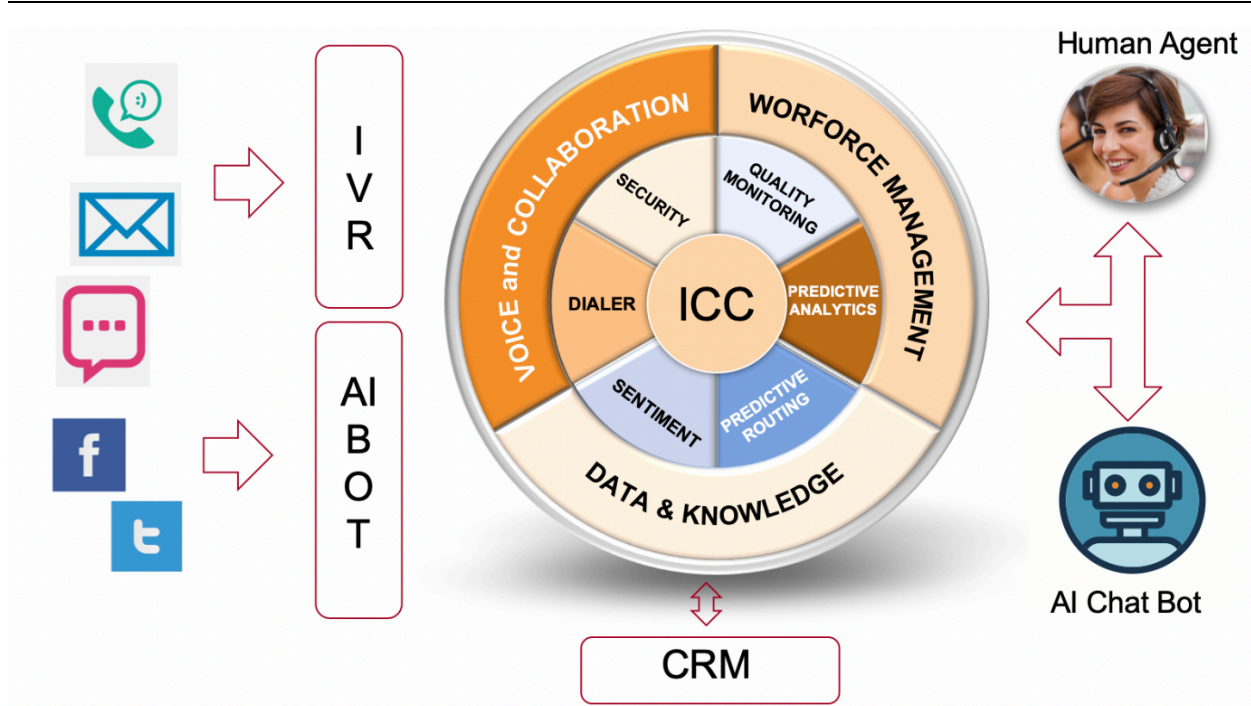 Human Agent
I
V
R
AI
B
O
T
VOICE and COLLABORATION
WORFORCE MANAGEMENT
DATA & KNOWLEDGE
SECURITY
QUALITY
MONITORING
DIALER
ICC
PREDICTIVE
ANALYTICS
SENTIMENT
PREDICTIVE
ROUTING
f
t
AI Chat Bot
CRM